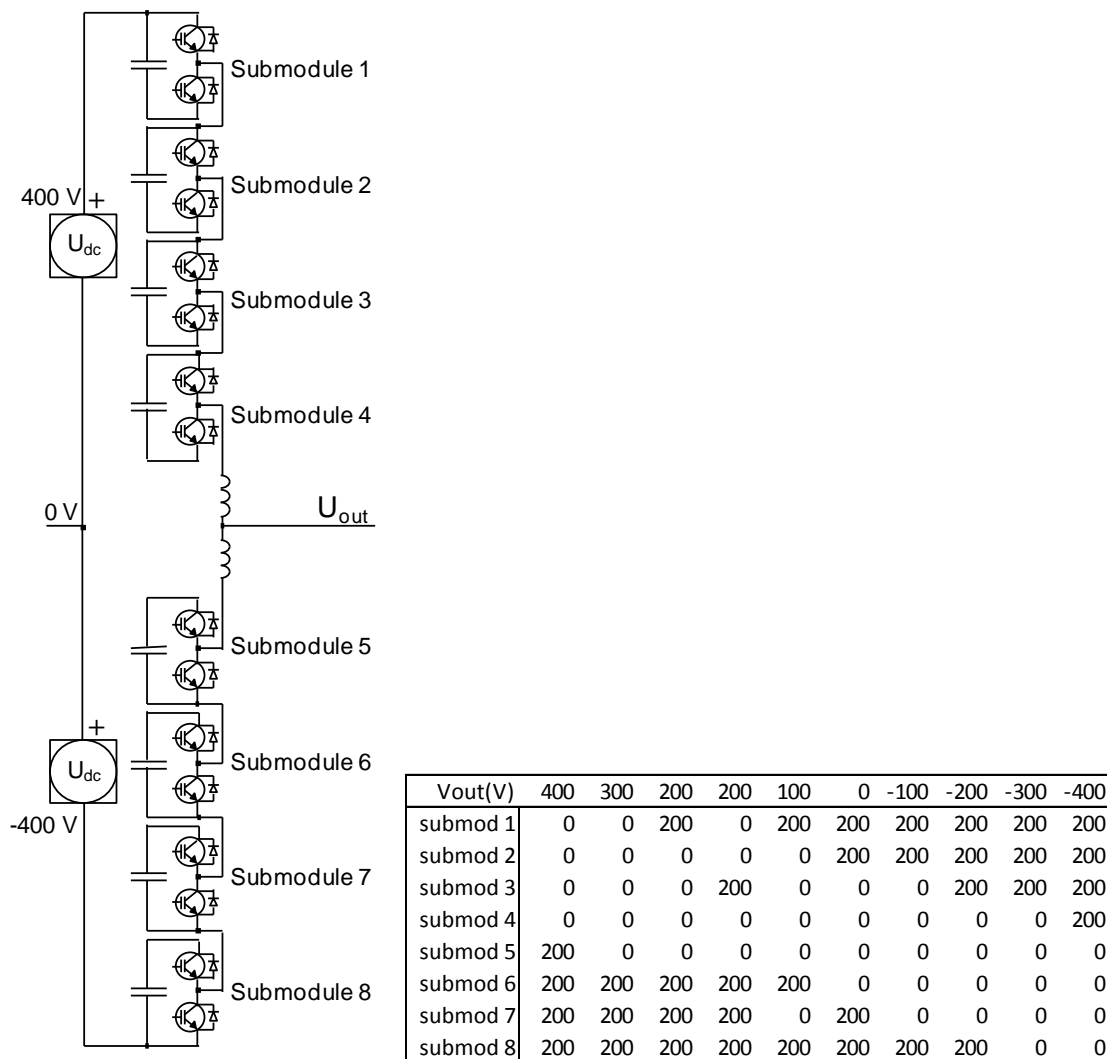 Submodule 1
Submodule 2
400 V +
U_dc
Submodule 3
Submodule 4
0 V
U_out
Submodule 5
+
U_dc
Submodule 6
-400 V
Submodule 7
Submodule 8
Vout(V) 400 300 200 200 100 0 -100 -200 -300 -400
submod 1 0 0 200 0 200 200 200 200 200 200
submod 2 0 0 0 0 0 200 200 200 200 200
submod 3 0 0 0 200 0 0 0 200 200 200
submod 4 0 0 0 0 0 0 0 0 0 200
submod 5 200 0 0 0 0 0 0 0 0 0
submod 6 200 200 200 200 200 0 0 0 0 0
submod 7 200 200 200 200 0 200 0 0 0 0
submod 8 200 200 200 200 200 200 200 200 0 0